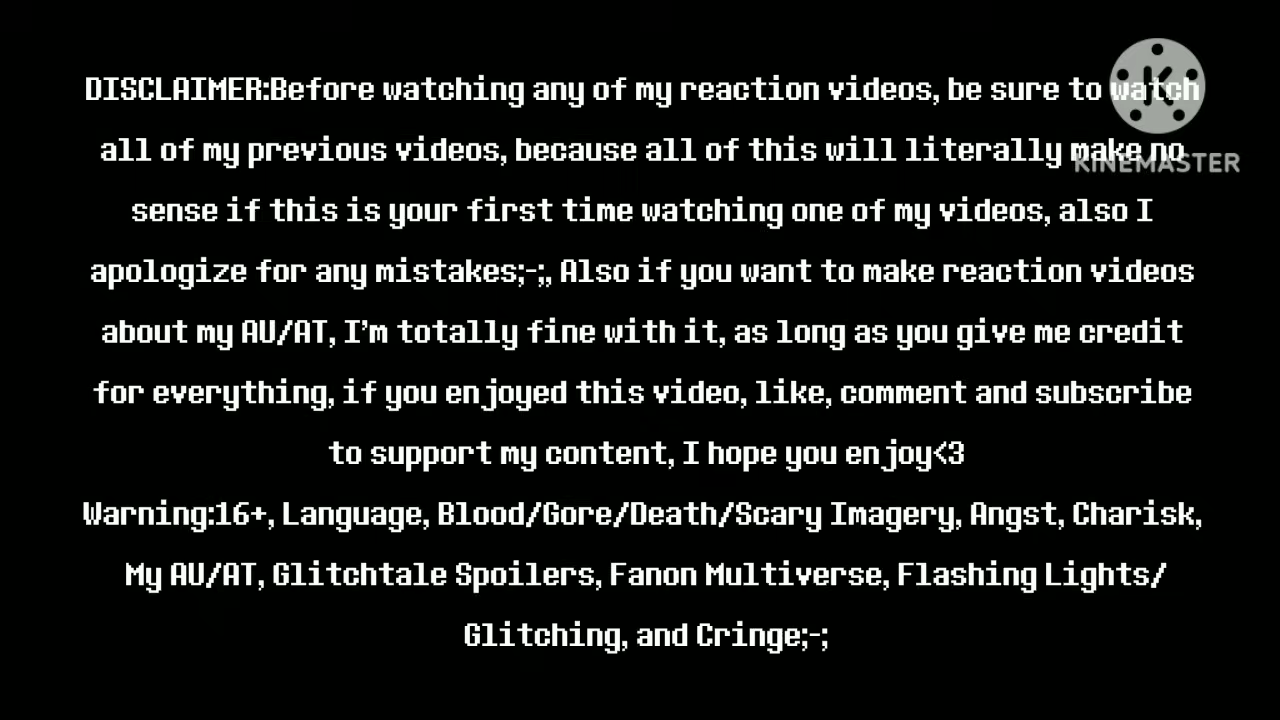 DISCLAIMER:Before watching any of my reaction videos, be sure to watch
all of my previous videos, because all of this will literally make no
sense if this is your first time watching one of my videos, also I
apologize for any mistakes;-;, Also if you want to make reaction videos
about my AU/AT, I'm totally fine with it, as long as you give me credit
for everything, if you enjoyed this video, like, comment and subscribe
to support my content, I hope you enjoy<3
Warning:16+, Language, Blood/Gore/Death/Scary Imagery, Angst, Charisk,
My AU/AT, Glitchtale Spoilers, Fanon Multiverse, Flashing Lights/
Glitching, and Cringe;-;
K
KINEMASTER